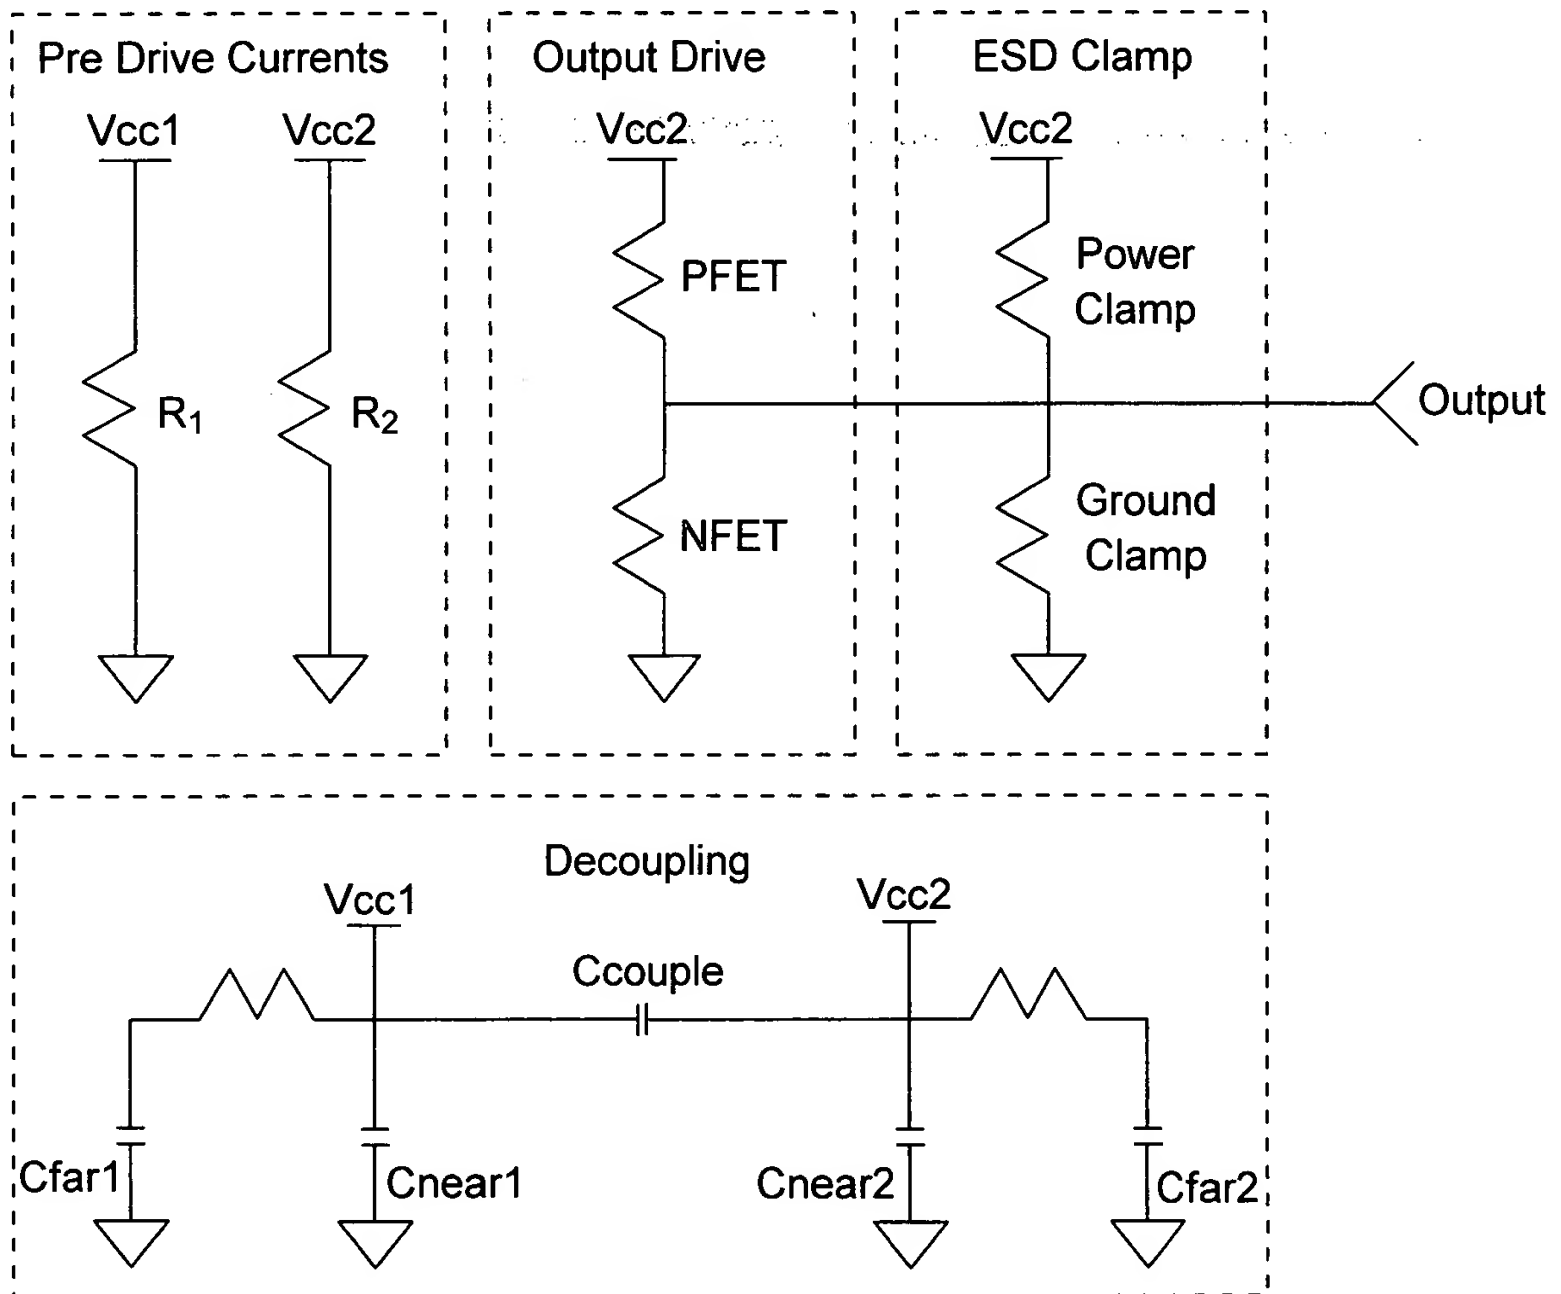 Pre Drive Currents
Output Drive
ESD Clamp
Vcc1
Vcc2
Vcc2
Vcc2
PFET
Power
Clamp
R1
R2
Output
NFET
Ground
Clamp
Decoupling
Vcc1
Vcc2
Ccouple
Cfar1
Cnear1
Cnear2
Cfar2